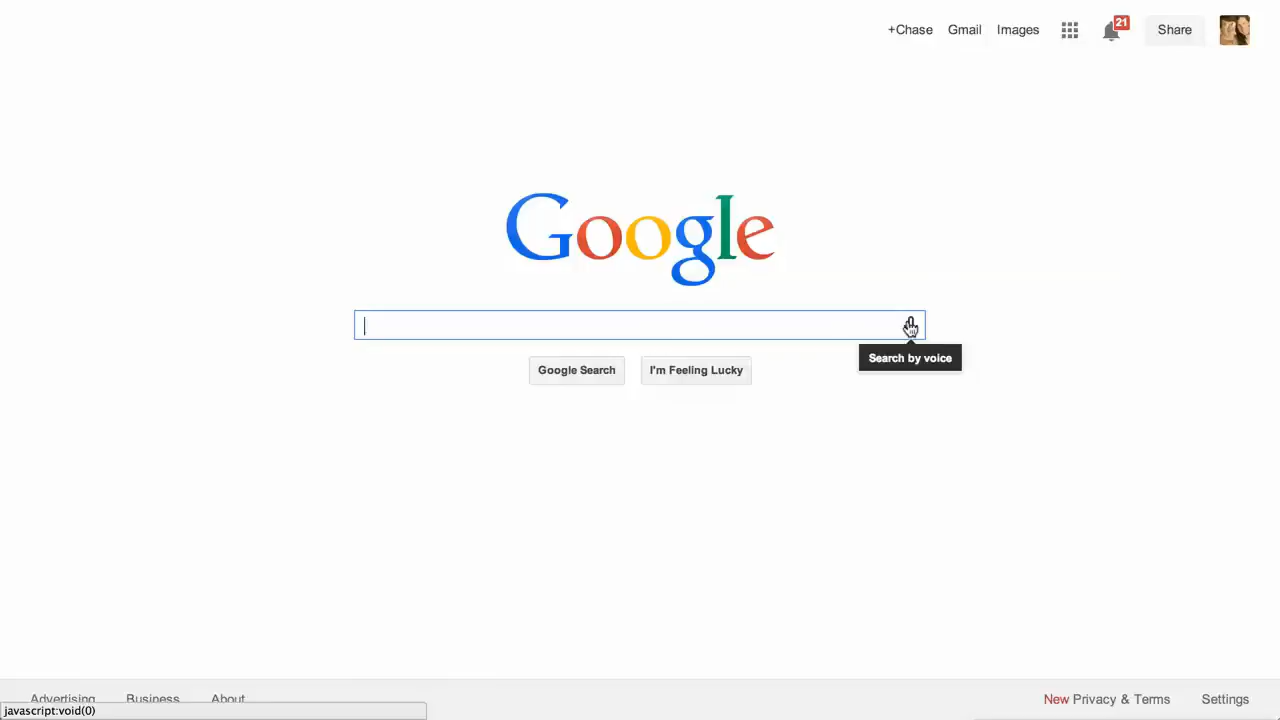 +Chase Gmail Images 21 Share
Google
Search by voice
Google Search I'm Feeling Lucky
Advertising Business About New Privacy & Terms Settings
javascript:void(0)